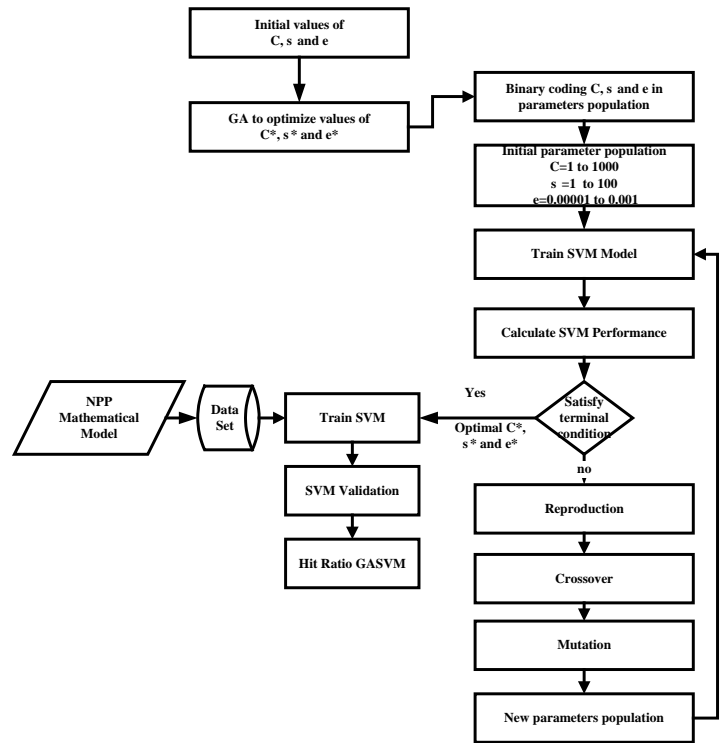 Initial values of
C, s and e
GA to optimize values of
C*, s * and e*
Binary coding C, s and e in
parameters population
Initial parameter population
C=1 to 1000
s =1 to 100
e=0.00001 to 0.001
Train SVM Model
Calculate SVM Performance
Satisfy
terminal
condition
Yes
Optimal C*,
s * and e*
no
NPP
Mathematical
Model
Data
Set
Train SVM
SVM Validation
Hit Ratio GASVM
Reproduction
Crossover
Mutation
New parameters population